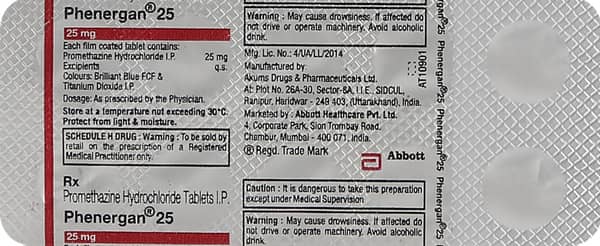 Phenergan®25
25 mg
Each film coated tablet contains:
Promethazine Hydrochloride I.P. 25 mg
Excipients q.s.
Colours: Brilliant Blue FCF &
Titanium Dioxide I.P.
Dosage: As prescribed by the Physician.
Store at a temperature not exceeding 30°C.
Protect from light & moisture.
SCHEDULE H DRUG : Warning : To be sold by
retail on the prescription of a Registered
Medical Practitioner only.
Rx
Promethazine Hydrochloride Tablets I.P.
Phenergan®25
25 mg
Warning : May cause drowsiness. If affected do
not drive or operate machinery. Avoid alcoholic
drink.
Mfg. Lic. No.: 4/UA/LL/2014
Manufactured by:
Akums Drugs & Pharmaceuticals Ltd.
At: Plot No. 26A-30, Sector-8A, I.I.E., SIDCUL,
Ranipur, Haridwar - 249 403, (Uttarakhand), India.
Marketed by : Abbott Healthcare Pvt. Ltd.
4, Corporate Park, Sion Trombay Road,
Chembur, Mumbai - 400 071, India.
® Regd. Trade Mark
Abbott
Caution : It is dangerous to take this preparation
except under Medical Supervision
Warning : May cause drowsiness. If affected do
not drive or operate machinery. Avoid alcoholic
drink.
AT10901
Phenergan®25 Phenergan®25